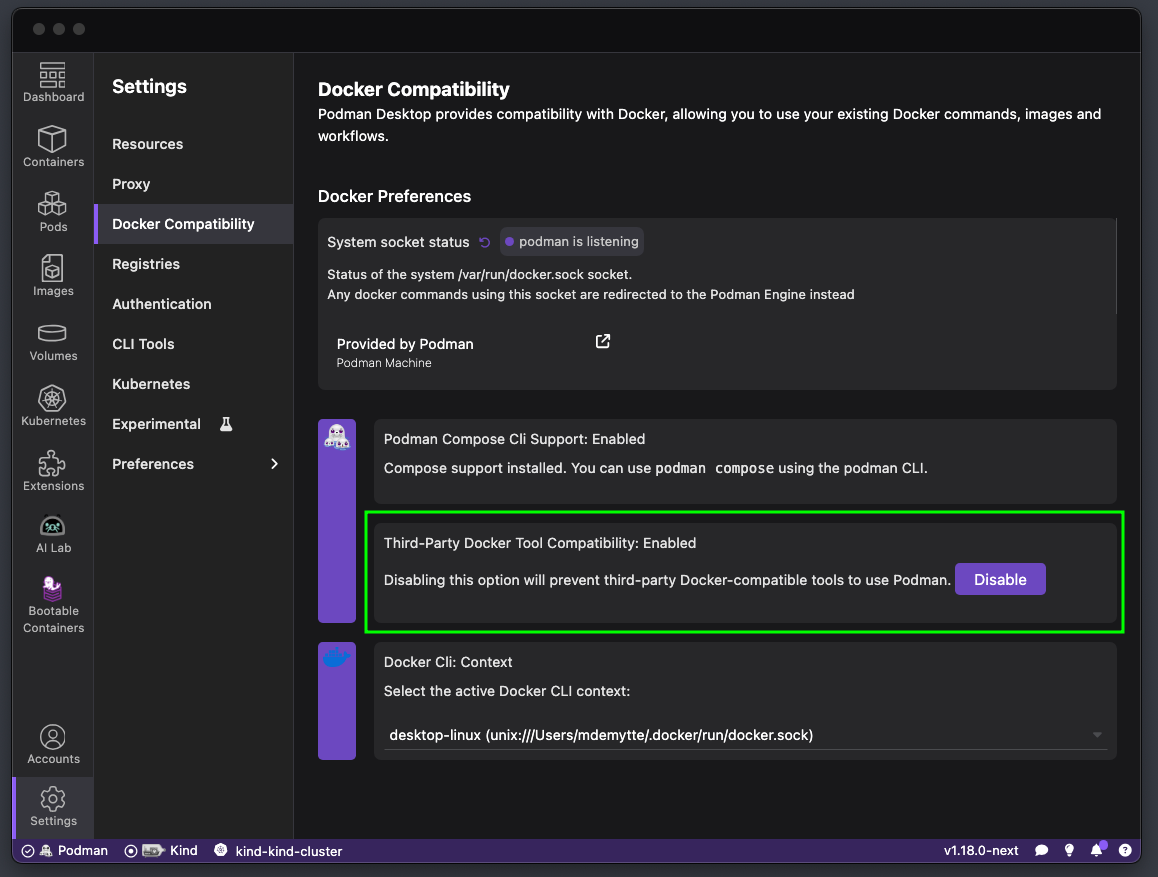 Dashboard
Containers
Pods
Images
Volumes
Kubernetes
Extensions
AI Lab
Bootable
Containers
Accounts
Settings
Settings
Resources
Proxy
Docker Compatibility
Registries
Authentication
CLI Tools
Kubernetes
Experimental
Preferences
Docker Compatibility
Podman Desktop provides compatibility with Docker, allowing you to use your existing Docker commands, images and
workflows.
Docker Preferences
System socket status podman is listening
Status of the system /var/run/docker.sock socket.
Any docker commands using this socket are redirected to the Podman Engine instead
Provided by Podman
Podman Machine
Podman Compose Cli Support: Enabled
Compose support installed. You can use podman compose using the podman CLI.
Third-Party Docker Tool Compatibility: Enabled
Disabling this option will prevent third-party Docker-compatible tools to use Podman. Disable
Docker Cli: Context
Select the active Docker CLI context:
desktop-linux (unix:///Users/mdemytte/.docker/run/docker.sock)
Podman Kind kind-kind-cluster v1.18.0-next